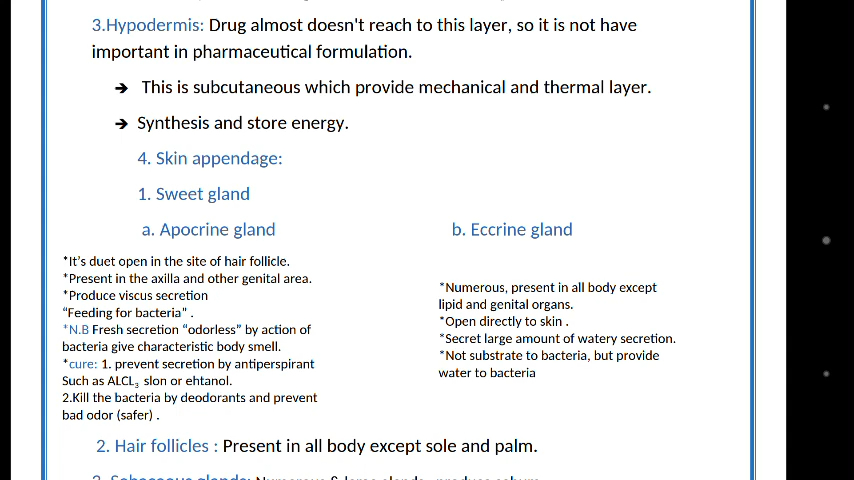 3.Hypodermis: Drug almost doesn't reach to this layer, so it is not have
important in pharmaceutical formulation.
➔ This is subcutaneous which provide mechanical and thermal layer.
➔ Synthesis and store energy.
4. Skin appendage:
1. Sweet gland
a. Apocrine gland
b. Eccrine gland
*It's duet open in the site of hair follicle.
*Present in the axilla and other genital area.
*Produce viscus secretion
“Feeding for bacteria” .
*N.B Fresh secretion “odorless” by action of
bacteria give characteristic body smell.
*cure: 1. prevent secretion by antiperspirant
Such as ALCL₃ slon or ehtanol.
2.Kill the bacteria by deodorants and prevent
bad odor (safer) .
*Numerous, present in all body except
lipid and genital organs.
*Open directly to skin .
*Secret large amount of watery secretion.
*Not substrate to bacteria, but provide
water to bacteria
2. Hair follicles : Present in all body except sole and palm.